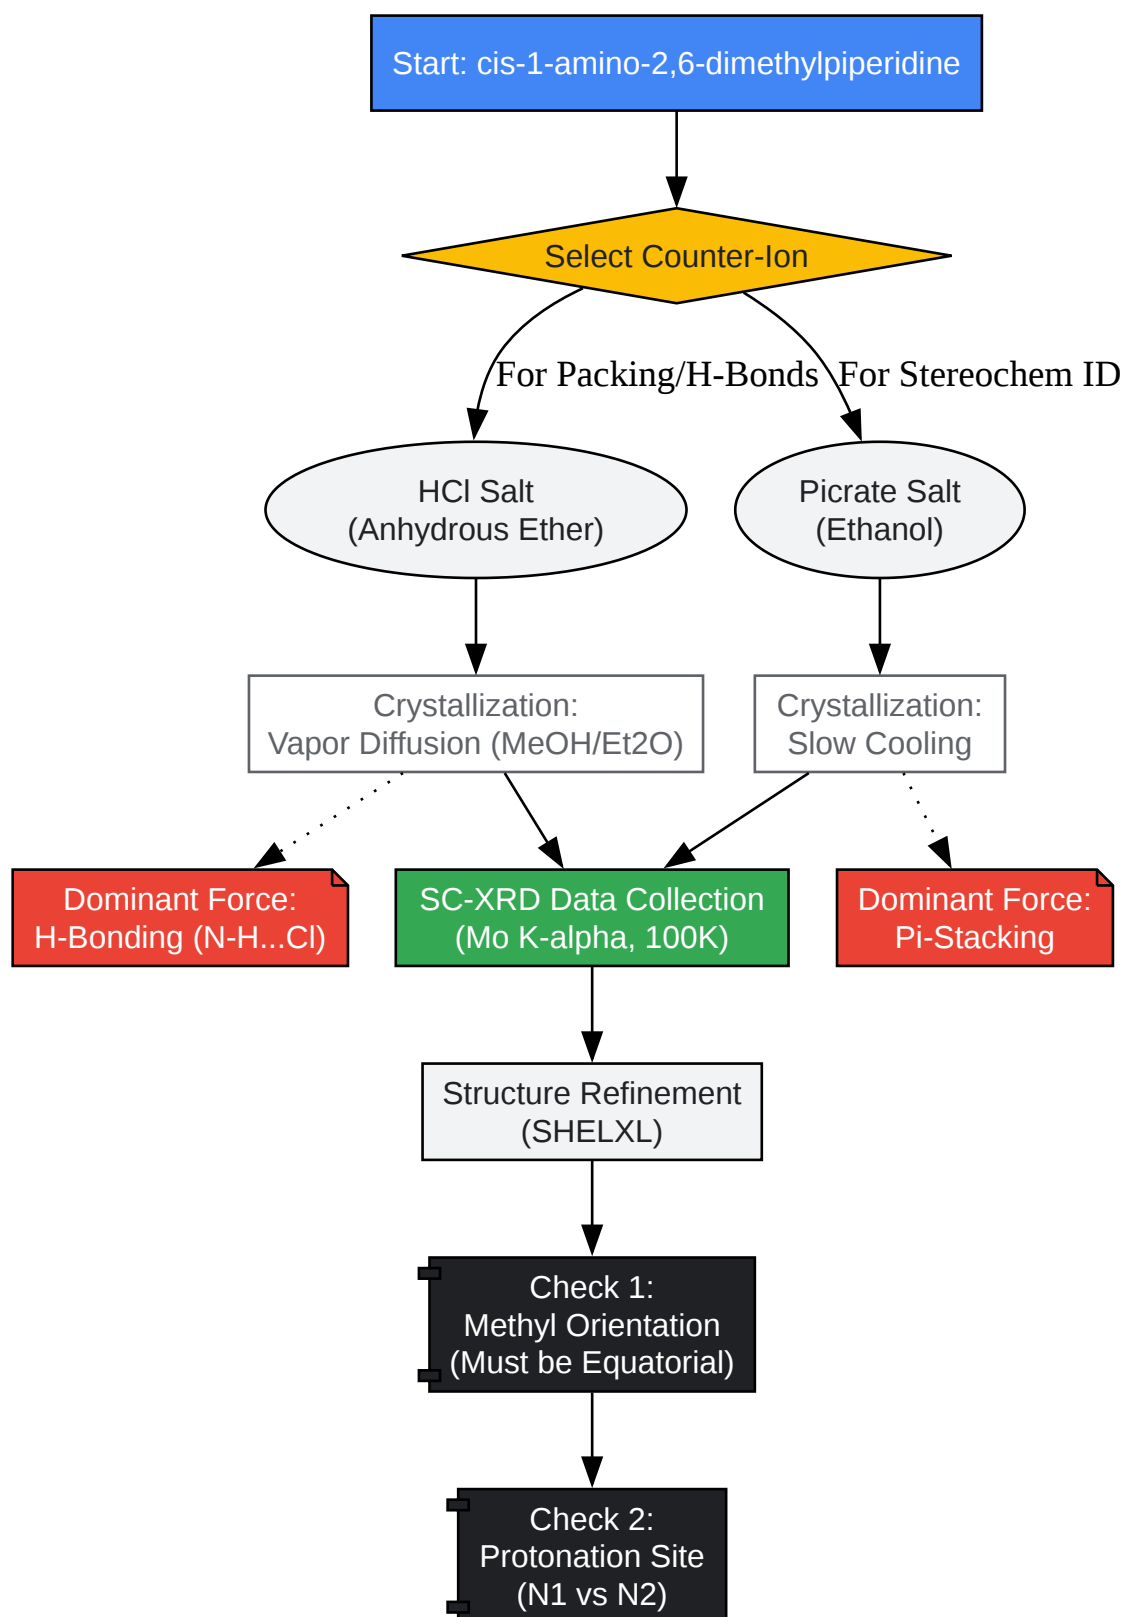 Start: cis-1-amino-2,6-dimethylpiperidine
Select Counter-Ion
For Packing/H-Bonds
For Stereochem ID
HCl Salt
(Anhydrous Ether)
Picrate Salt
(Ethanol)
Crystallization:
Vapor Diffusion (MeOH/Et2O)
Crystallization:
Slow Cooling
Dominant Force:
H-Bonding (N-H...Cl)
SC-XRD Data Collection
(Mo K-alpha, 100K)
Dominant Force:
Pi-Stacking
Structure Refinement
(SHELXL)
Check 1:
Methyl Orientation
(Must be Equatorial)
Check 2:
Protonation Site
(N1 vs N2)